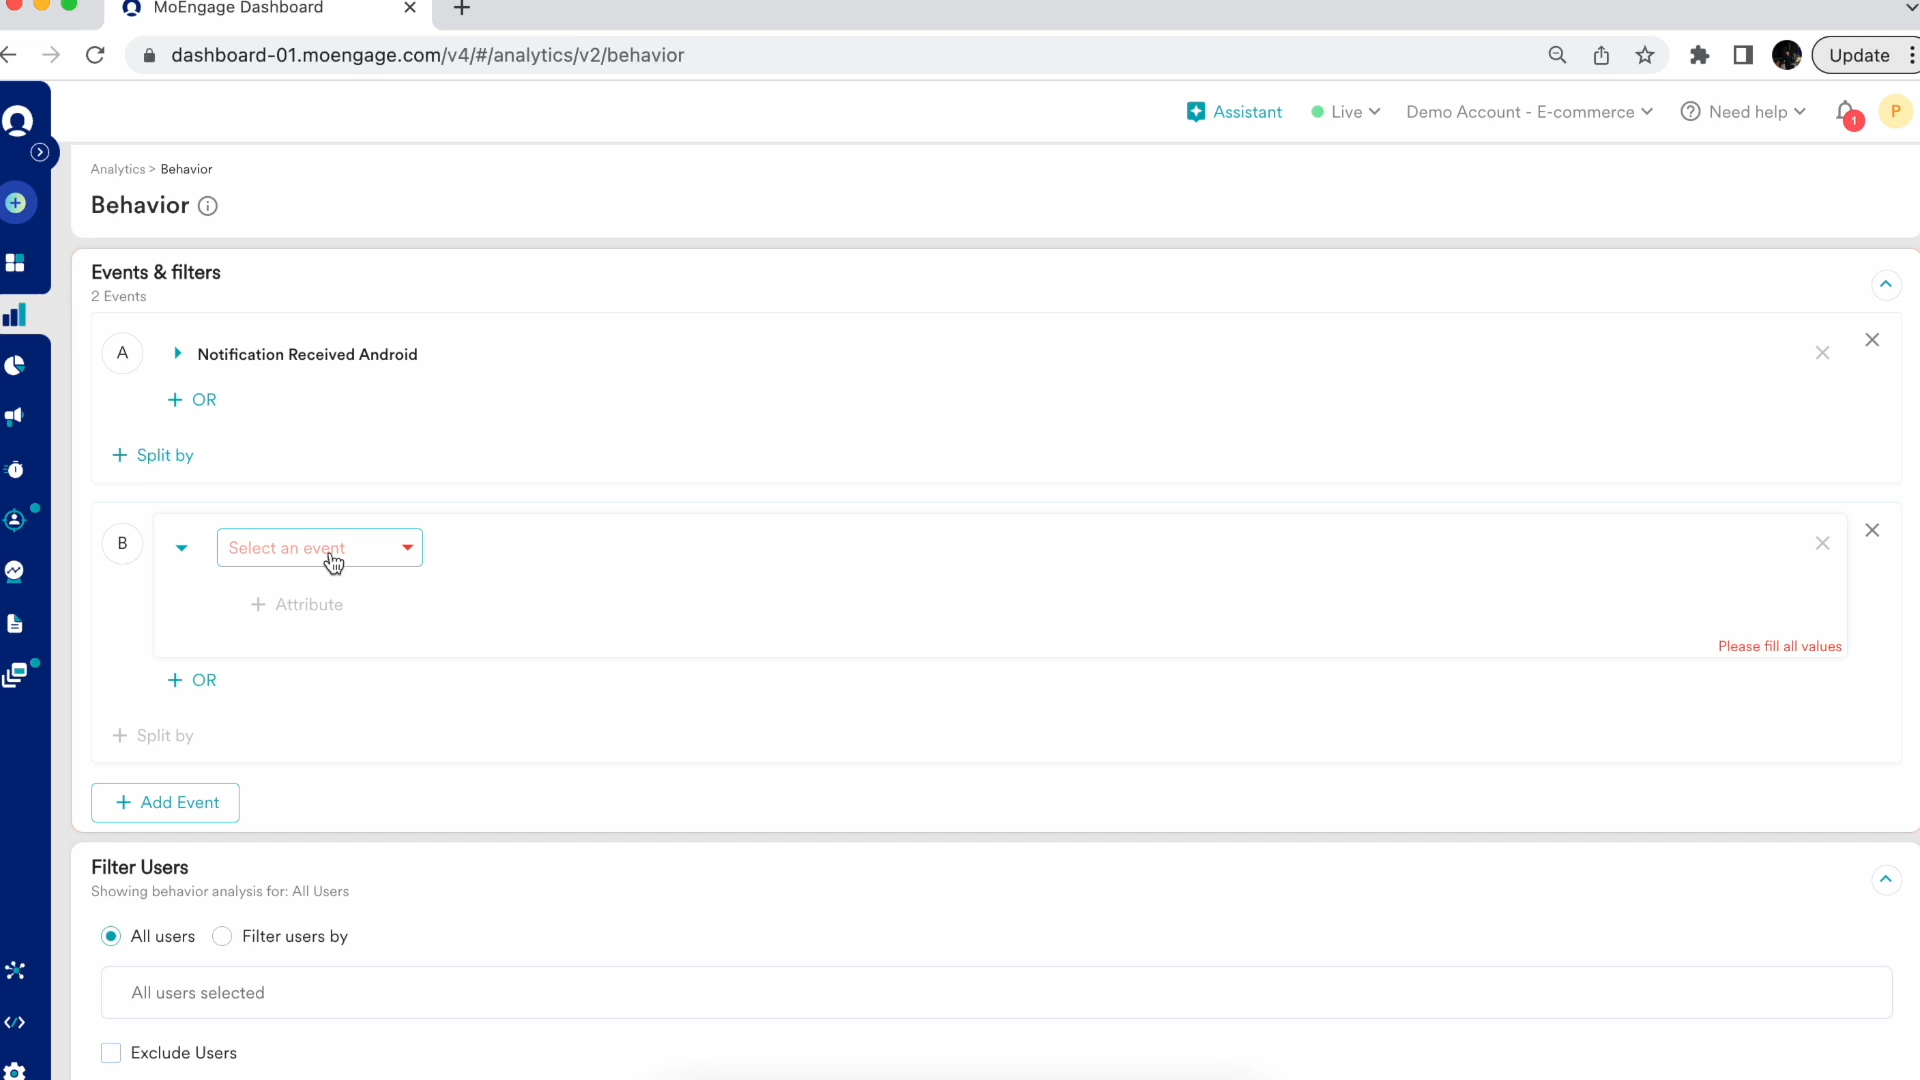 MoEngage Dashboard
dashboard-01.moengage.com/v4/#/analytics/v2/behavior
Update
Assistant
Live
Demo Account - E-commerce
Need help
1
P
Analytics > Behavior
Behavior
Events & filters
2 Events
A
Notification Received Android
+ OR
+ Split by
B
Select an event
+ Attribute
Please fill all values
+ OR
+ Split by
+ Add Event
Filter Users
Showing behavior analysis for: All Users
All users
Filter users by
All users selected
Exclude Users